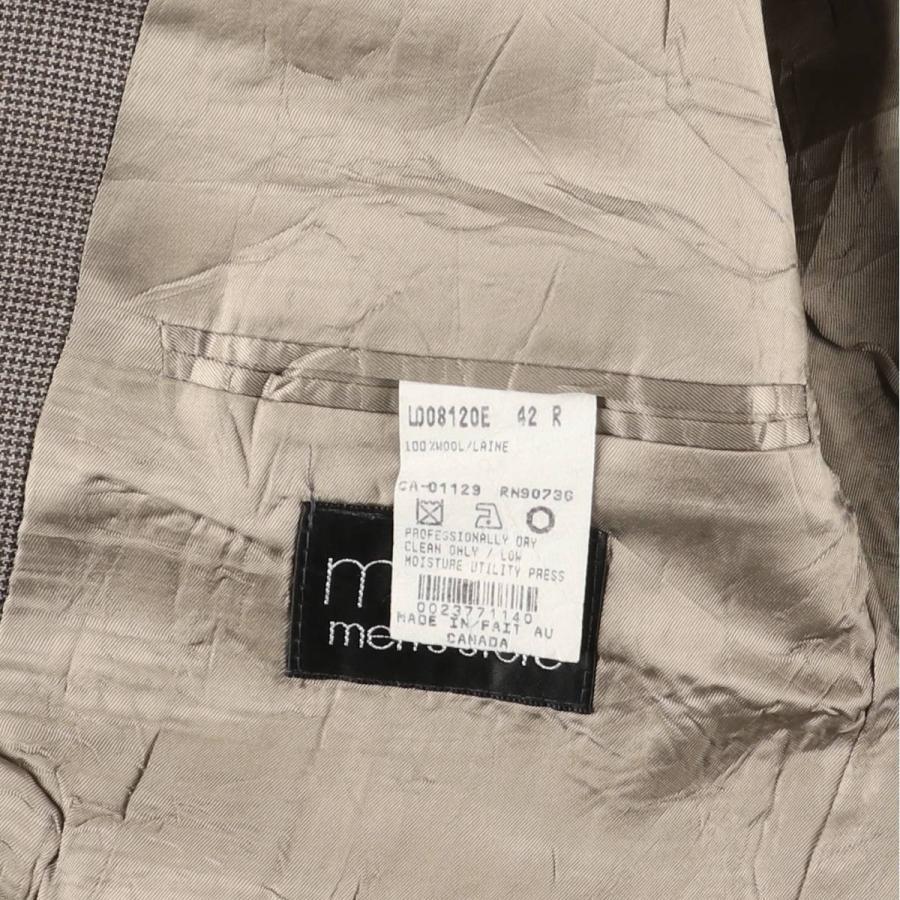 LD08120E 42 R
100%WOOL/LAINE
CA-01129 RN90736
PROFESSIONALLY DRY
CLEAN ONLY / LOW
MOISTURE UTILITY PRESS
0023771140
MADE IN/FAIT AU
CANADA
men's store